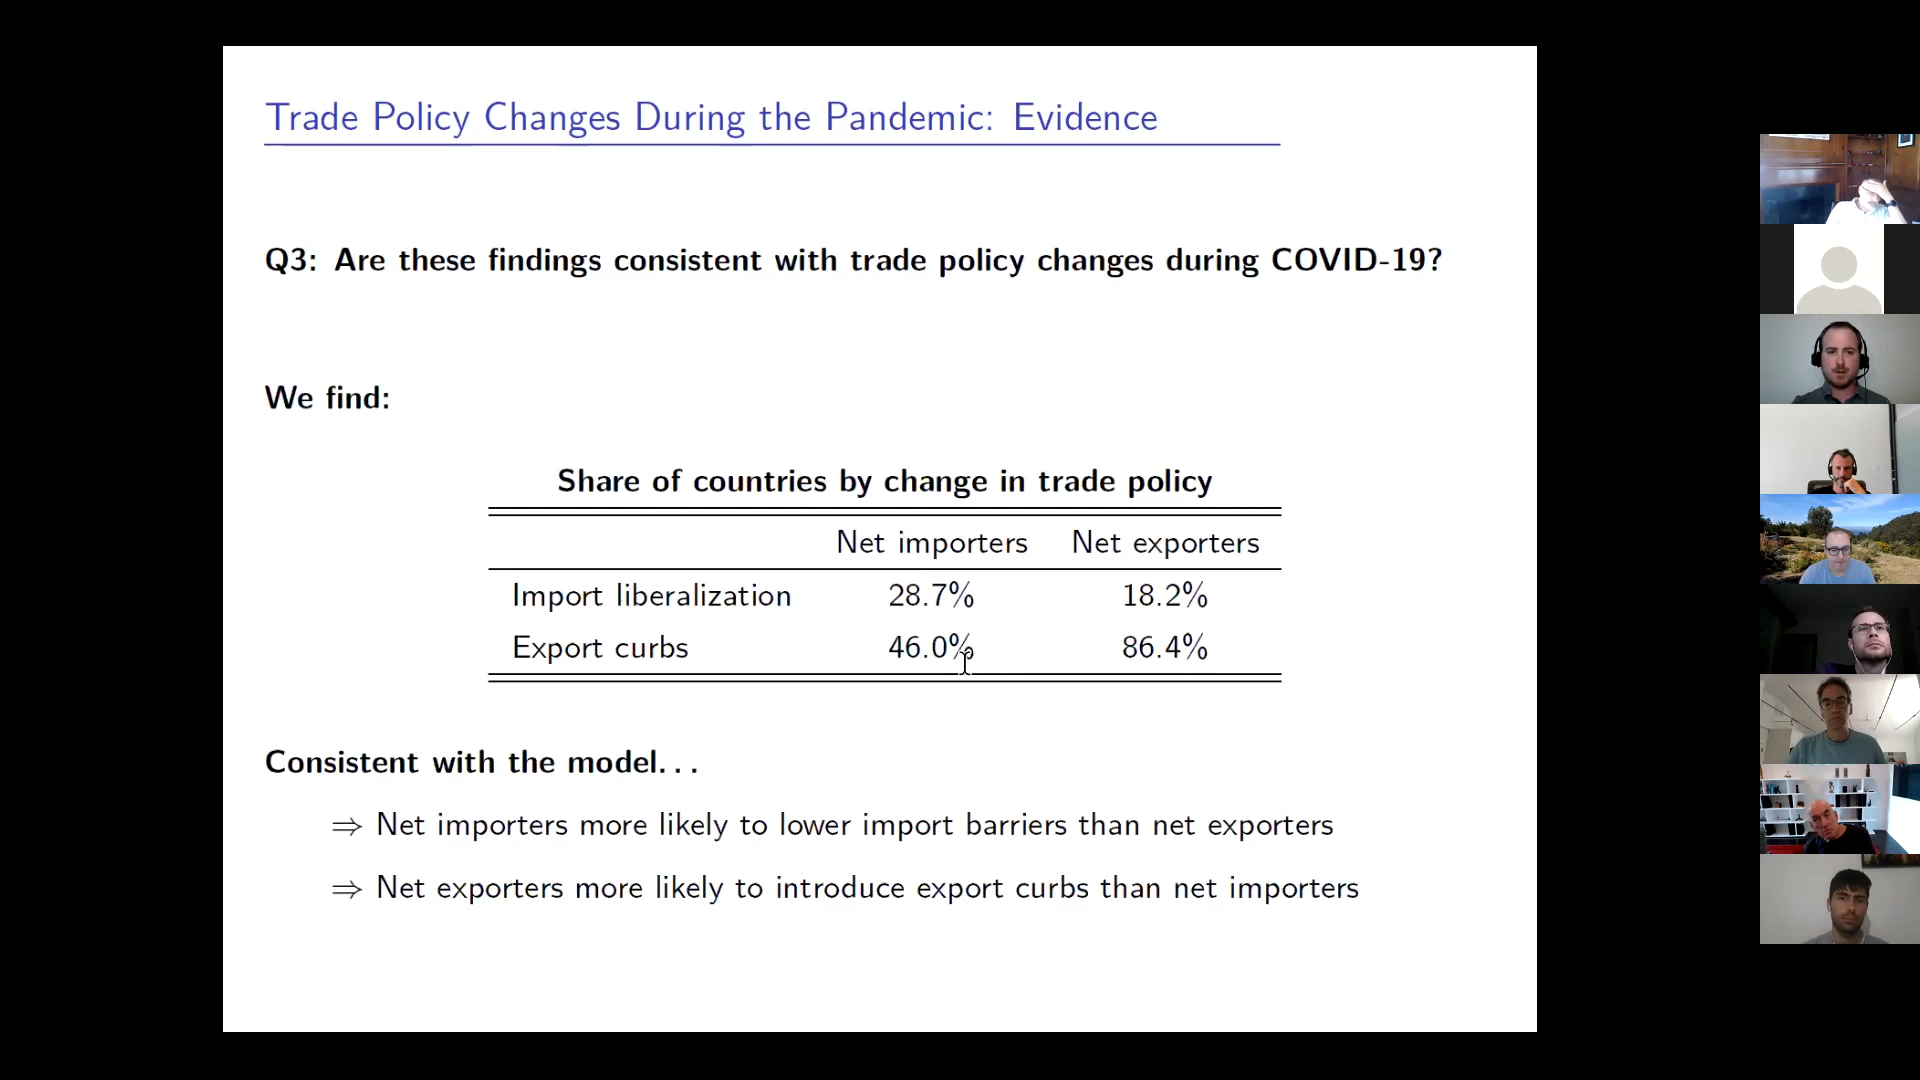 Trade Policy Changes During the Pandemic: Evidence
Q3: Are these findings consistent with trade policy changes during COVID-19?
We find:
Share of countries by change in trade policy
Net importers Net exporters
Import liberalization 28.7% 18.2%
Export curbs 46.0% 86.4%
Consistent with the model...
⇒ Net importers more likely to lower import barriers than net exporters
⇒ Net exporters more likely to introduce export curbs than net importers